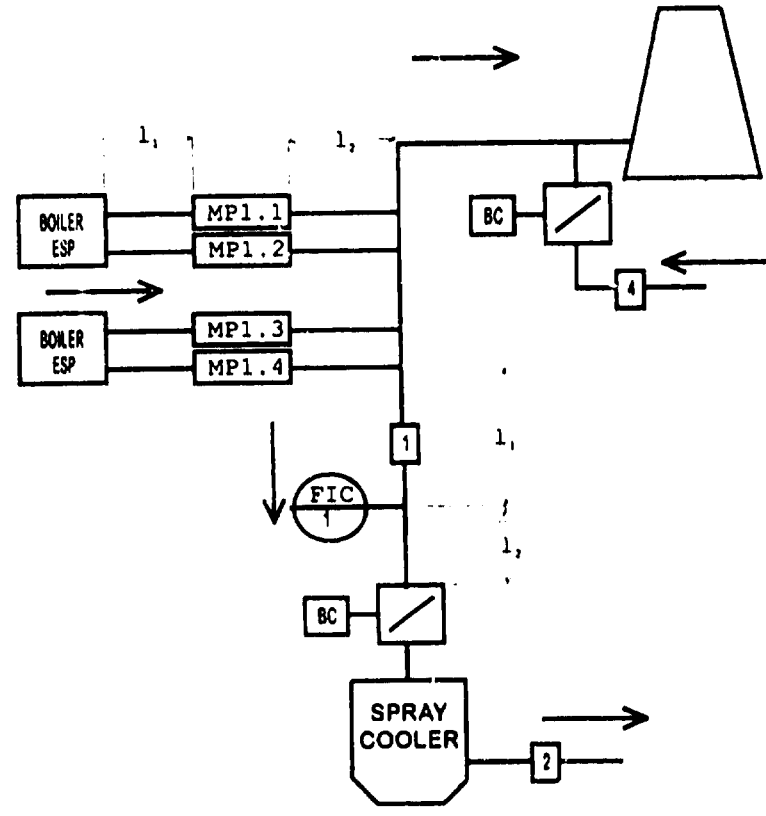 l₁
l₂
BOILER
ESP
MP1.1
MP1.2
BC
4
BOILER
ESP
MP1.3
MP1.4
1
l₁
FIC
1
l₂
BC
SPRAY
COOLER
2